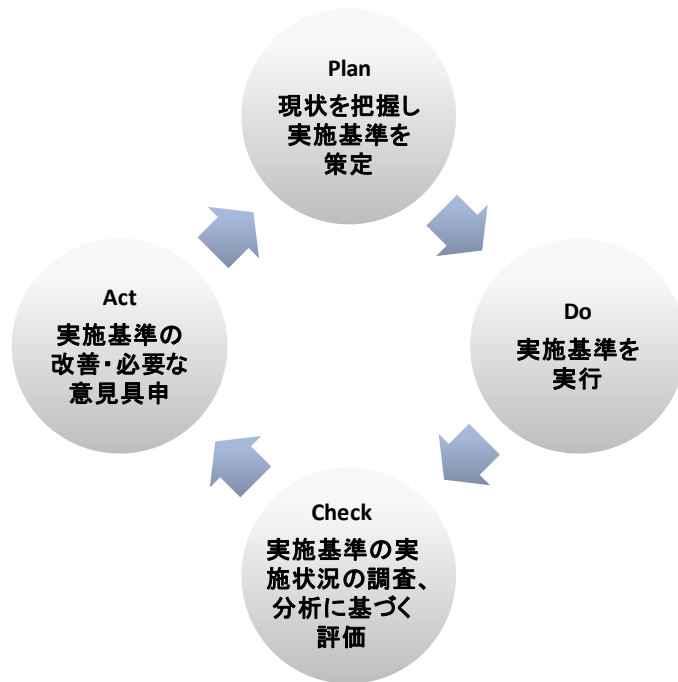 Plan
現状を把握し
実施基準を
策定
Do
実施基準を
実行
Check
実施基準の実
施状況の調査、
分析に基づく
評価
Act
実施基準の
改善・必要な
意見具申